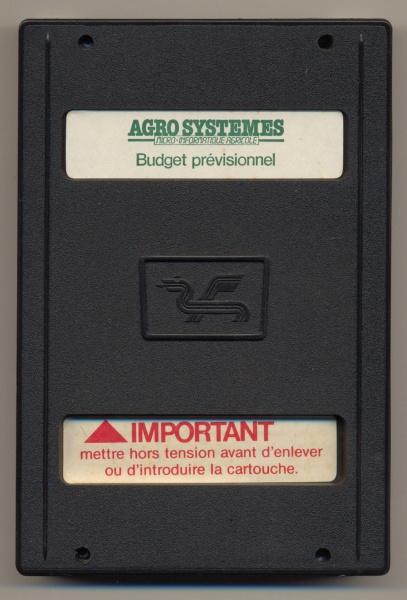 AGRO SYSTEMES
MICRO-INFORMATIQUE AGRICOLE
Budget prévisionnel
IMPORTANT
mettre hors tension avant d'enlever
ou d'introduire la cartouche.